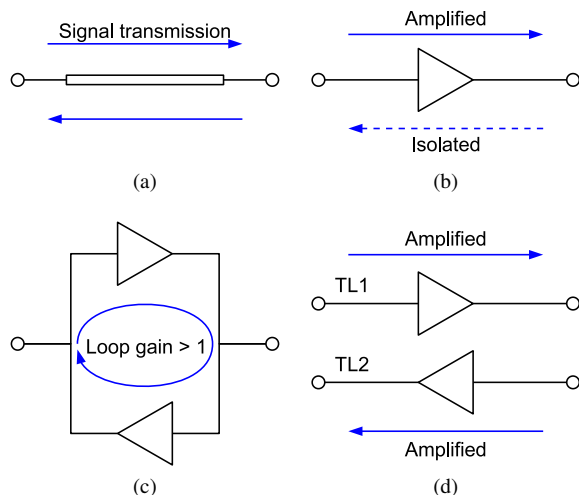 Signal transmission
(a)
Amplified
Isolated
(b)
Loop gain > 1
(c)
Amplified
TL1
TL2
Amplified
(d)